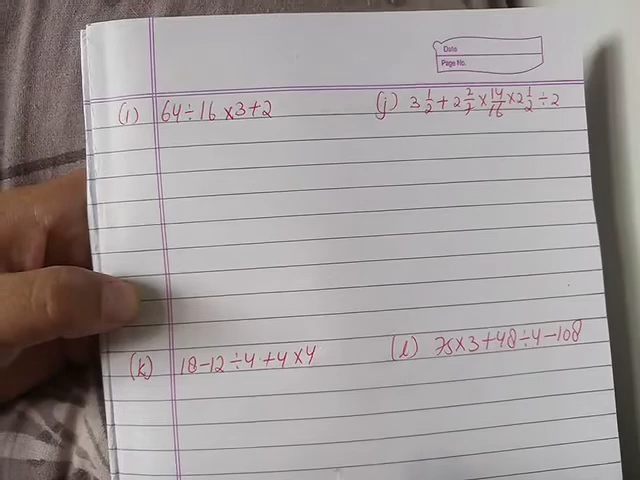 Date
Page No.
(i) 64÷16×3+2
(j) 3 1/2 + 2 2/7 × 14/16 × 2 1/2 ÷ 2
(k) 18-12÷4+4×4
(l) 75×3+48÷4-108